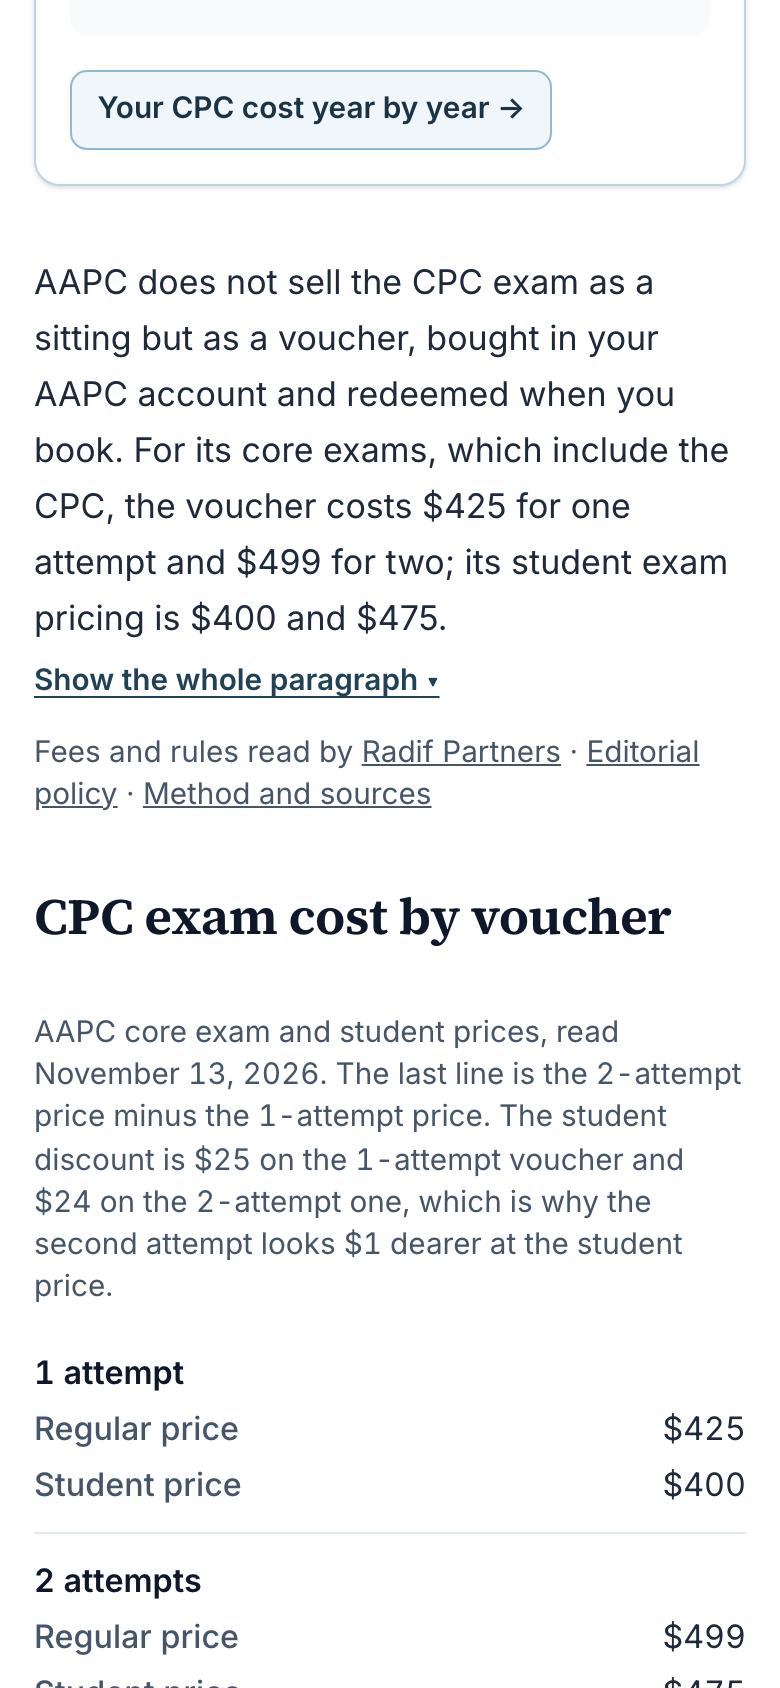 Your CPC cost year by year →
AAPC does not sell the CPC exam as a
sitting but as a voucher, bought in your
AAPC account and redeemed when you
book. For its core exams, which include the
CPC, the voucher costs $425 for one
attempt and $499 for two; its student exam
pricing is $400 and $475.
Show the whole paragraph ▾
Fees and rules read by Radif Partners · Editorial
policy · Method and sources
CPC exam cost by voucher
AAPC core exam and student prices, read
November 13, 2026. The last line is the 2-attempt
price minus the 1-attempt price. The student
discount is $25 on the 1-attempt voucher and
$24 on the 2-attempt one, which is why the
second attempt looks $1 dearer at the student
price.
1 attempt
Regular price $425
Student price $400
2 attempts
Regular price $499
Student price $475